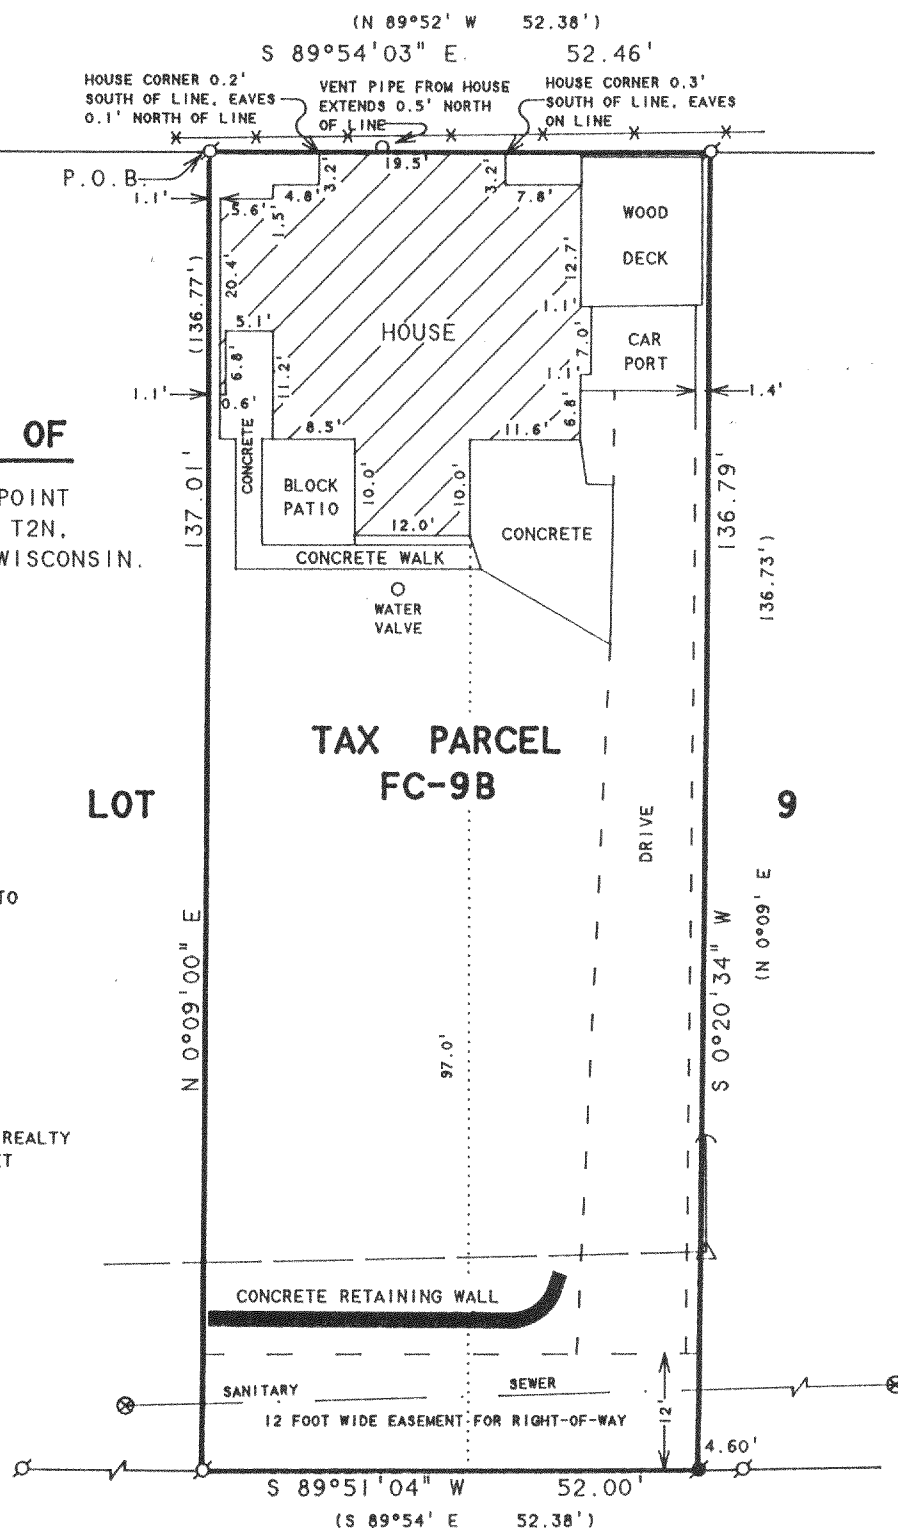 (N 89°52' W 52.38')
S 89°54'03" E. 52.46'
HOUSE CORNER 0.2'
SOUTH OF LINE, EAVES
0.1' NORTH OF LINE
VENT PIPE FROM HOUSE
EXTENDS 0.5' NORTH
OF LINE
HOUSE CORNER 0.3'
SOUTH OF LINE, EAVES
ON LINE
P.O.B.
19.5'
3.2'
3.2'
1.1'
4.8'
7.8'
5.6'
1.5'
WOOD
DECK
(136.77')
20.4'
12.7'
5.1'
1.1'
HOUSE
7.0'
CAR
PORT
6.8'
11.2'
1.1'
1.1'
0.6'
1.4'
6.8'
8.5'
11.6'
OF
CONCRETE
137.01'
136.79'
POINT
T2N,
WISCONSIN.
BLOCK
PATIO
10.0'
10.0'
12.0'
CONCRETE
CONCRETE WALK
136.73')
WATER
VALVE
TAX PARCEL
FC-9B
LOT
9
DRIVE
TO
N 0°09'00" E
S 0°20'34" W
(N 0°09' E
97.0'
REALTY
ET
CONCRETE RETAINING WALL
SANITARY SEWER
12 FOOT WIDE EASEMENT FOR RIGHT-OF-WAY
12'
4.60'
S 89°51'04" W 52.00'
(S 89°54' E 52.38')